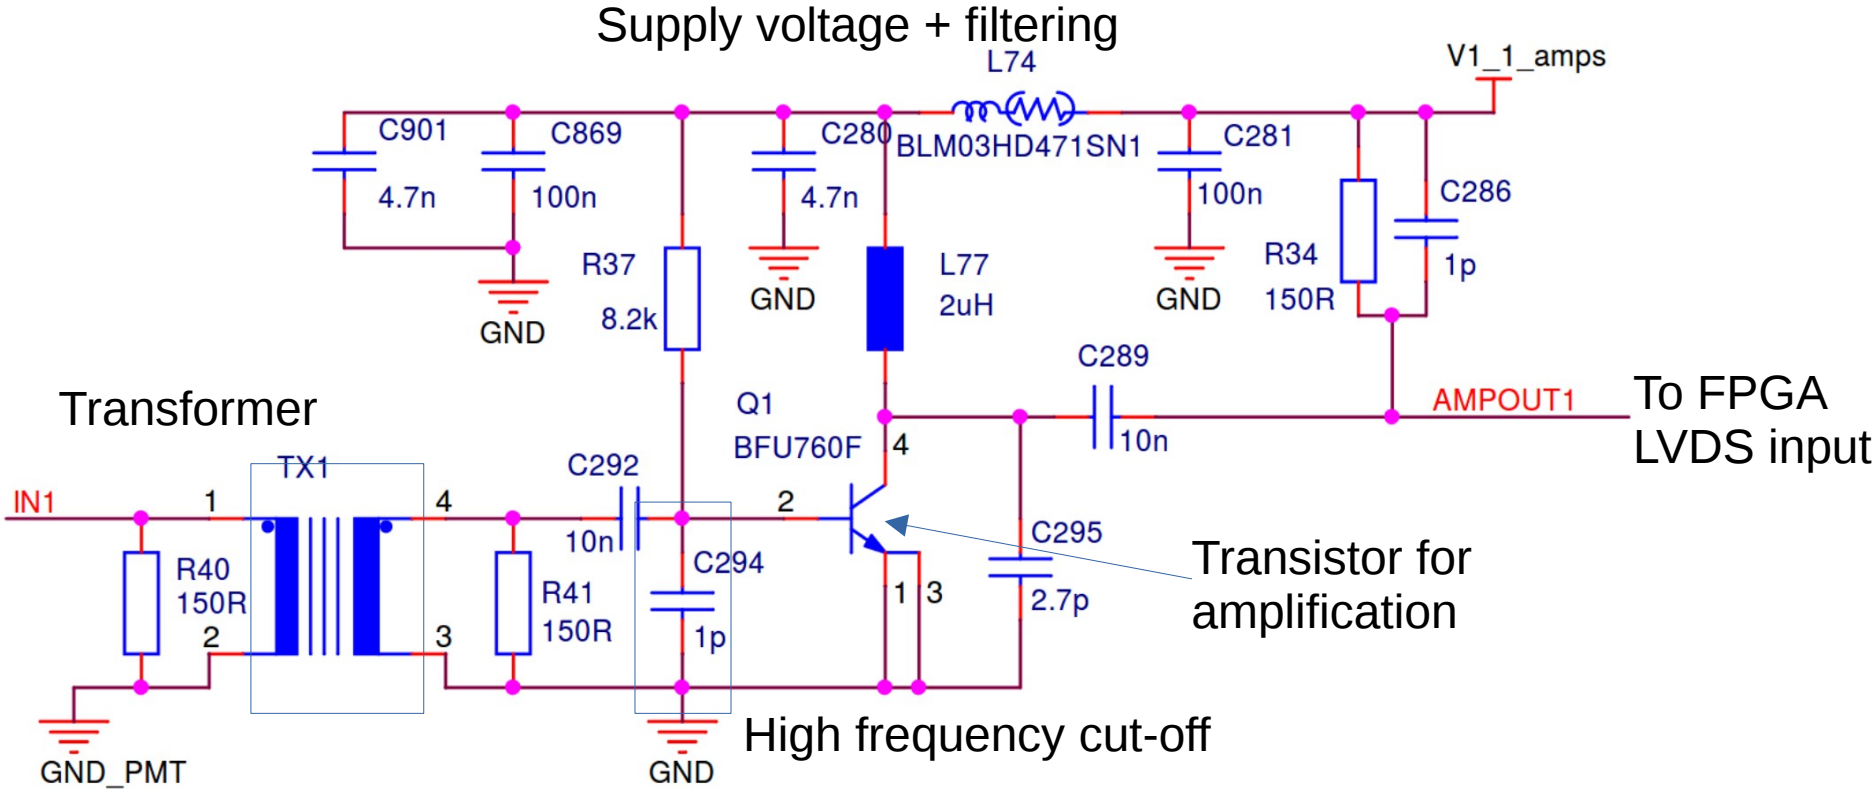 Supply voltage + filtering
L74
V1_1_amps
C901
C869
C280
BLM03HD471SN1
C281
4.7n
100n
4.7n
100n
C286
R37
L77
R34
1p
8.2k
2uH
150R
GND
GND
GND
C289
Transformer
Q1
AMPOUT1
To FPGA
LVDS input
BFU760F
4
10n
TX1
C292
IN1
1
4
2
10n
C295
Transistor for
amplification
R40
150R
R41
150R
C294
1
3
2.7p
2
3
1p
High frequency cut-off
GND_PMT
GND